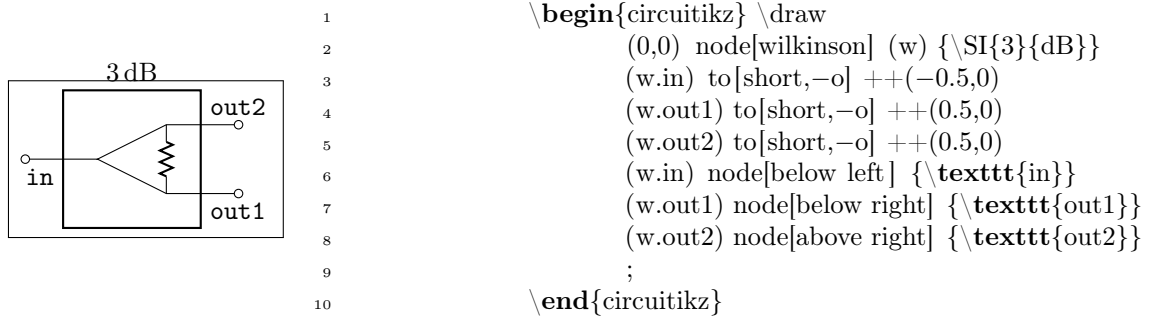 3 dB
out2
in
out1
1 \begin{circuitikz} \draw
2 (0,0) node[wilkinson] (w) {\SI{3}{dB}}
3 (w.in) to[short,−o] ++(−0.5,0)
4 (w.out1) to[short,−o] ++(0.5,0)
5 (w.out2) to[short,−o] ++(0.5,0)
6 (w.in) node[below left] {\texttt{in}}
7 (w.out1) node[below right] {\texttt{out1}}
8 (w.out2) node[above right] {\texttt{out2}}
9 ;
10 \end{circuitikz}